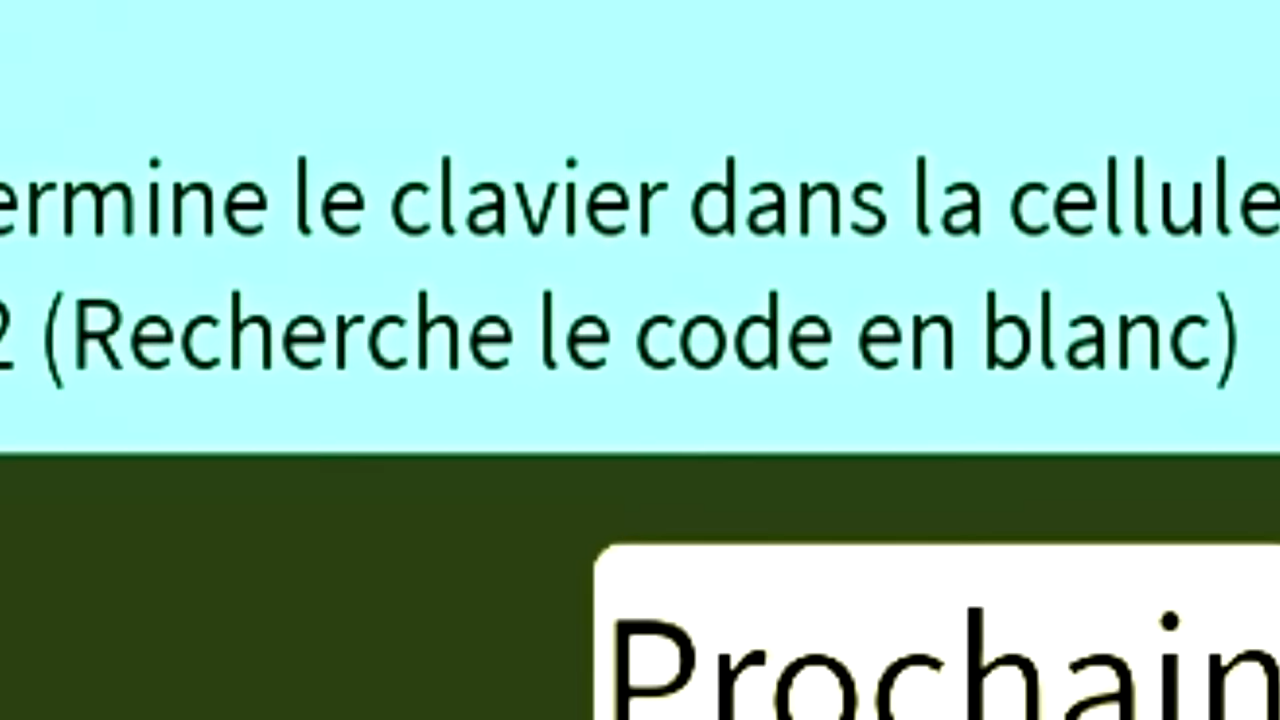 ermine le clavier dans la cellule
2 (Recherche le code en blanc)
Prochain